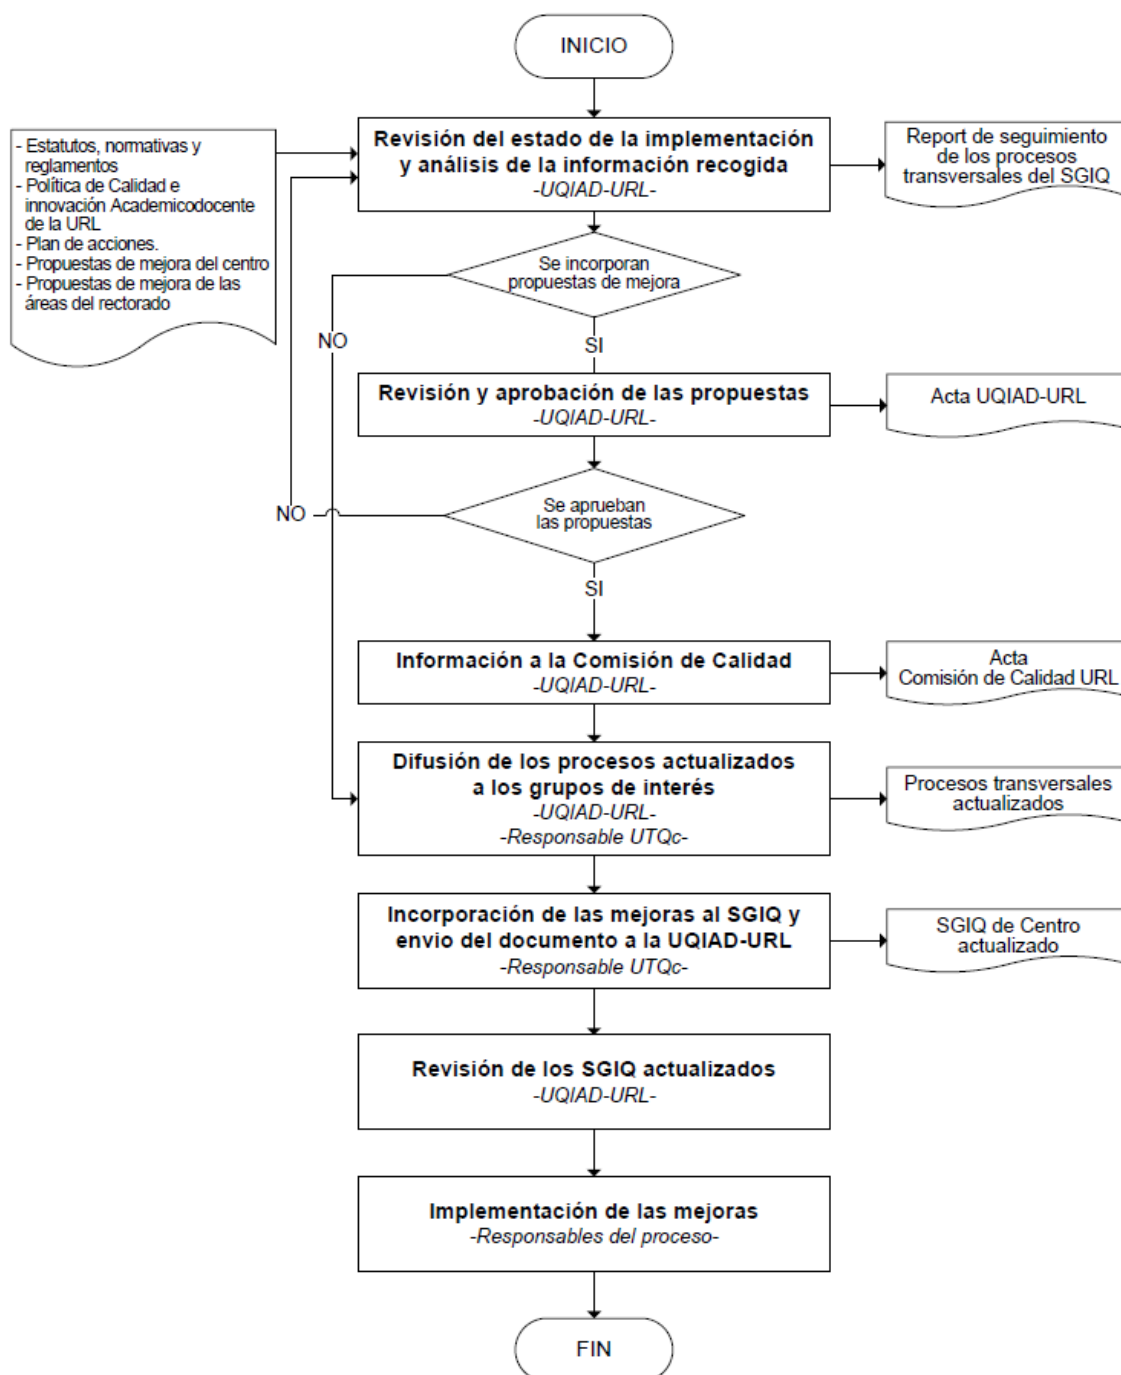 INICIO
- Estatutos, normativas y
reglamentos
- Política de Calidad e
innovación Academicodocente
de la URL
- Plan de acciones.
- Propuestas de mejora del centro
- Propuestas de mejora de las
áreas del rectorado
Revisión del estado de la implementación
y análisis de la información recogida
-UQIAD-URL-
Report de seguimiento
de los procesos
transversales del SGIQ
Se incorporan
propuestas de mejora
NO
SI
Revisión y aprobación de las propuestas
-UQIAD-URL-
Acta UQIAD-URL
Se aprueban
las propuestas
NO
SI
Información a la Comisión de Calidad
-UQIAD-URL-
Acta
Comisión de Calidad URL
Difusión de los procesos actualizados
a los grupos de interés
-UQIAD-URL-
-Responsable UTQc-
Procesos transversales
actualizados
Incorporación de las mejoras al SGIQ y
envio del documento a la UQIAD-URL
-Responsable UTQc-
SGIQ de Centro
actualizado
Revisión de los SGIQ actualizados
-UQIAD-URL-
Implementación de las mejoras
-Responsables del proceso-
FIN